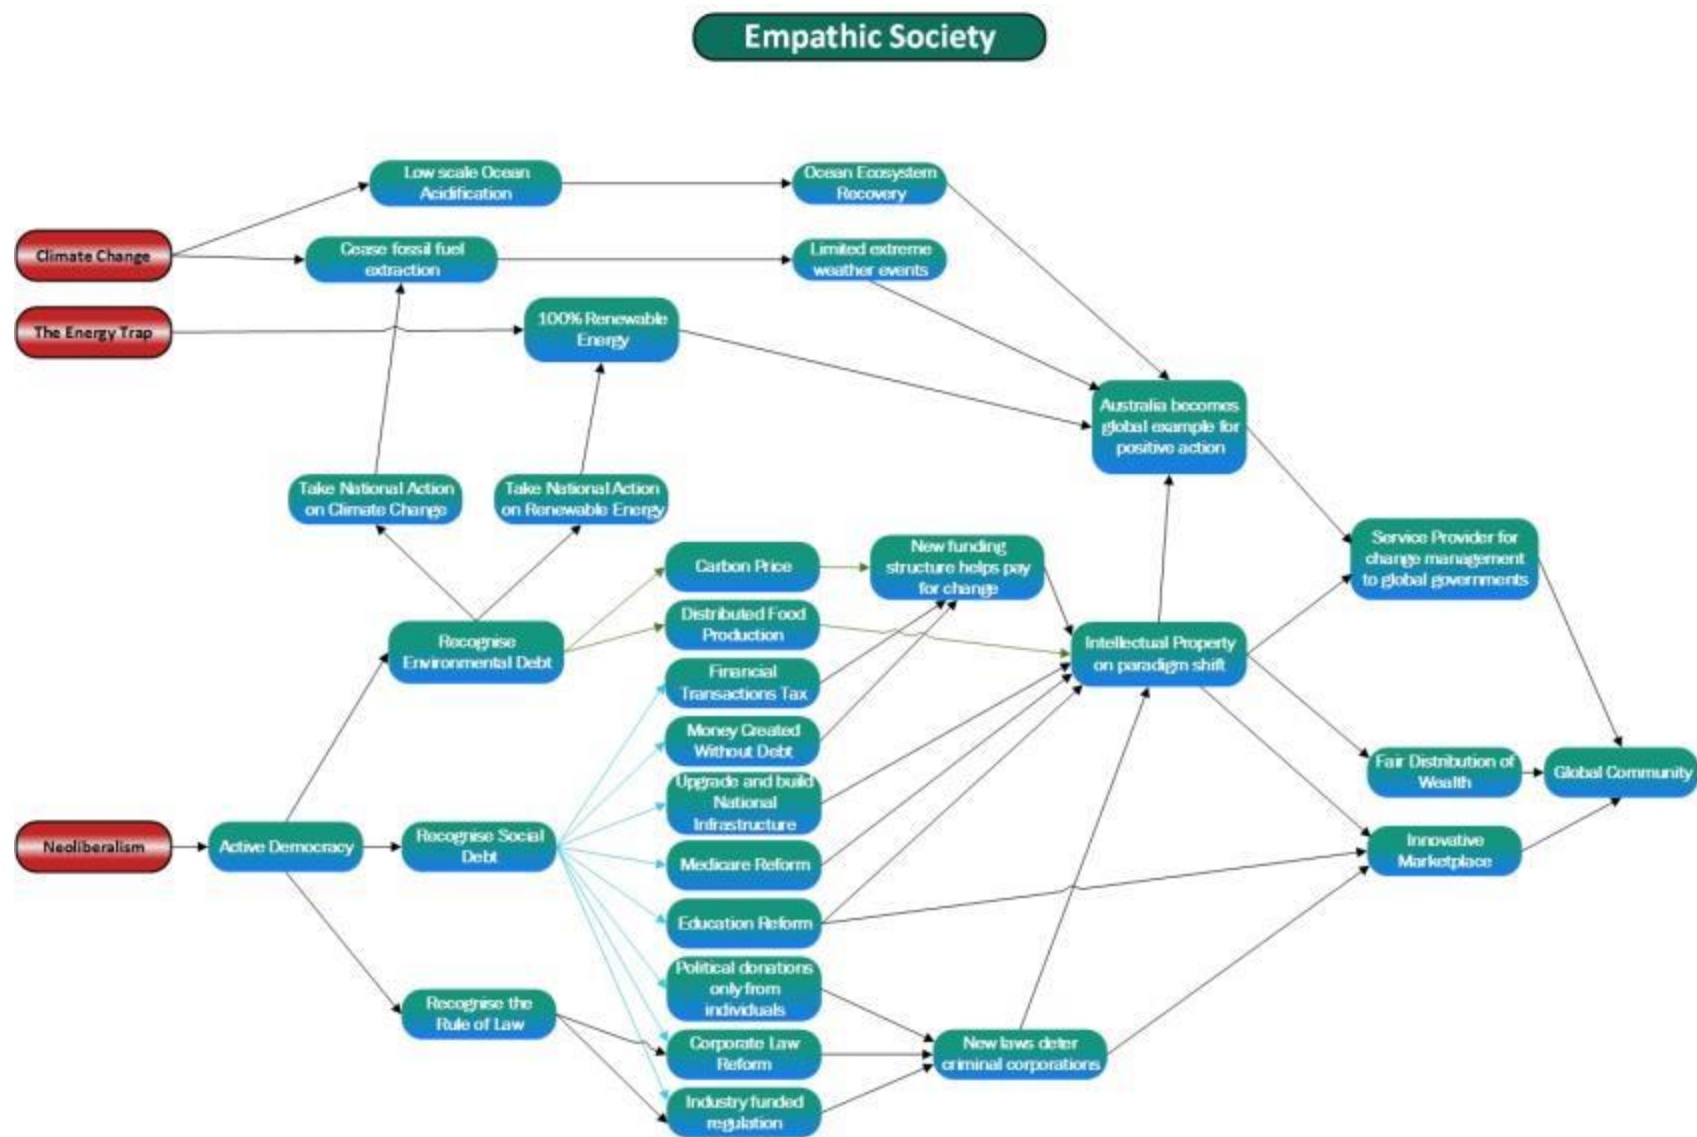 Empathic Society
Low scale Ocean
Acidification
Ocean Ecosystem
Recovery
Climate Change
Cease fossil fuel
extraction
Limited extreme
weather events
The Energy Trap
100% Renewable
Energy
Australia becomes
global example for
positive action
Take National Action
on Climate Change
Take National Action
on Renewable Energy
Carbon Price
New funding
structure helps pay
for change
Service Provider for
change management
to global governments
Distributed Food
Production
Recognise
Environmental Debt
Intellectual Property
on paradigm shift
Financial
Transactions Tax
Money Created
Without Debt
Fair Distribution of
Wealth
Global Community
Upgrade and build
National
Infrastructure
Neoliberalism
Active Democracy
Recognise Social
Debt
Innovative
Marketplace
Medicare Reform
Education Reform
Political donations
only from
individuals
Recognise the
Rule of Law
Corporate Law
Reform
New laws deter
criminal corporations
Industry funded
regulation